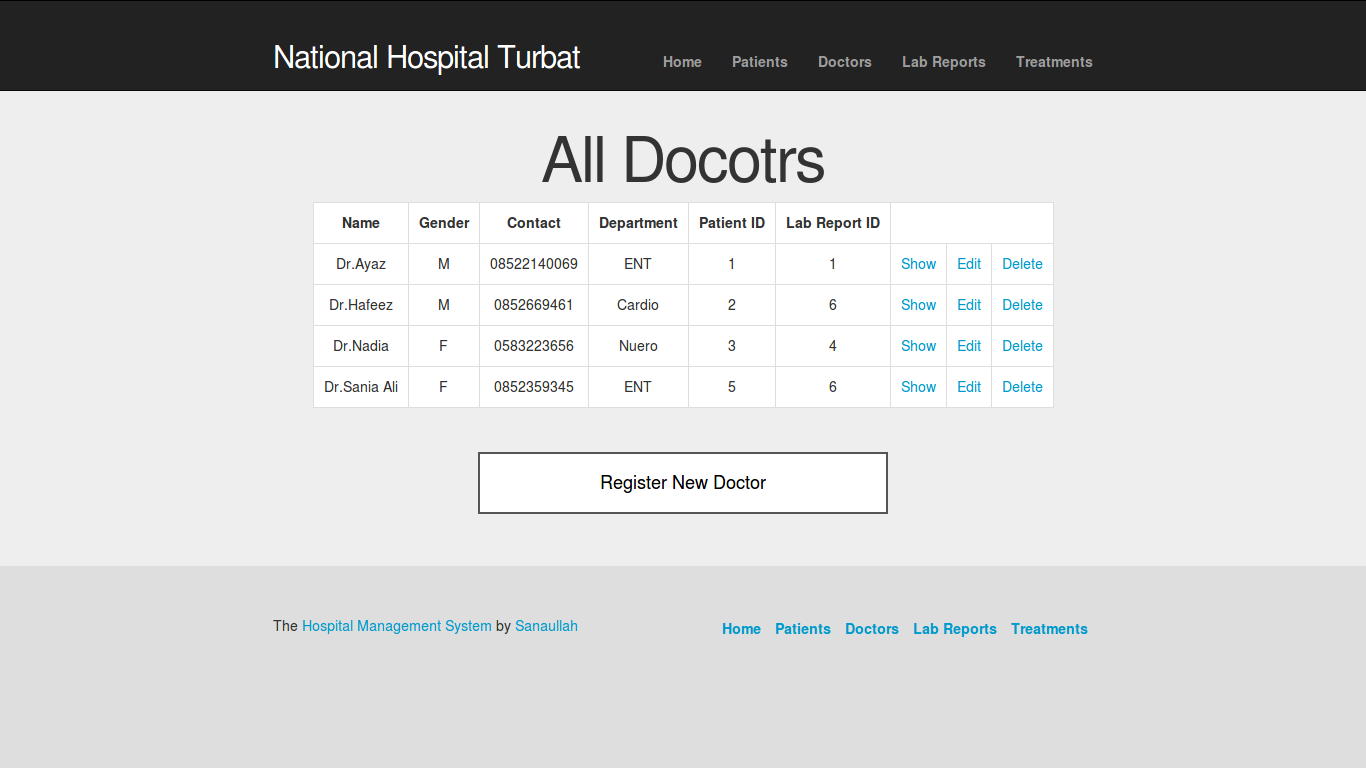 National Hospital Turbat Home Patients Doctors Lab Reports Treatments
All Docotrs
Name Gender Contact Department Patient ID Lab Report ID
Dr.Ayaz M 08522140069 ENT 1 1 Show Edit Delete
Dr.Hafeez M 0852669461 Cardio 2 6 Show Edit Delete
Dr.Nadia F 0583223656 Nuero 3 4 Show Edit Delete
Dr.Sania Ali F 0852359345 ENT 5 6 Show Edit Delete
Register New Doctor
The Hospital Management System by Sanaullah Home Patients Doctors Lab Reports Treatments